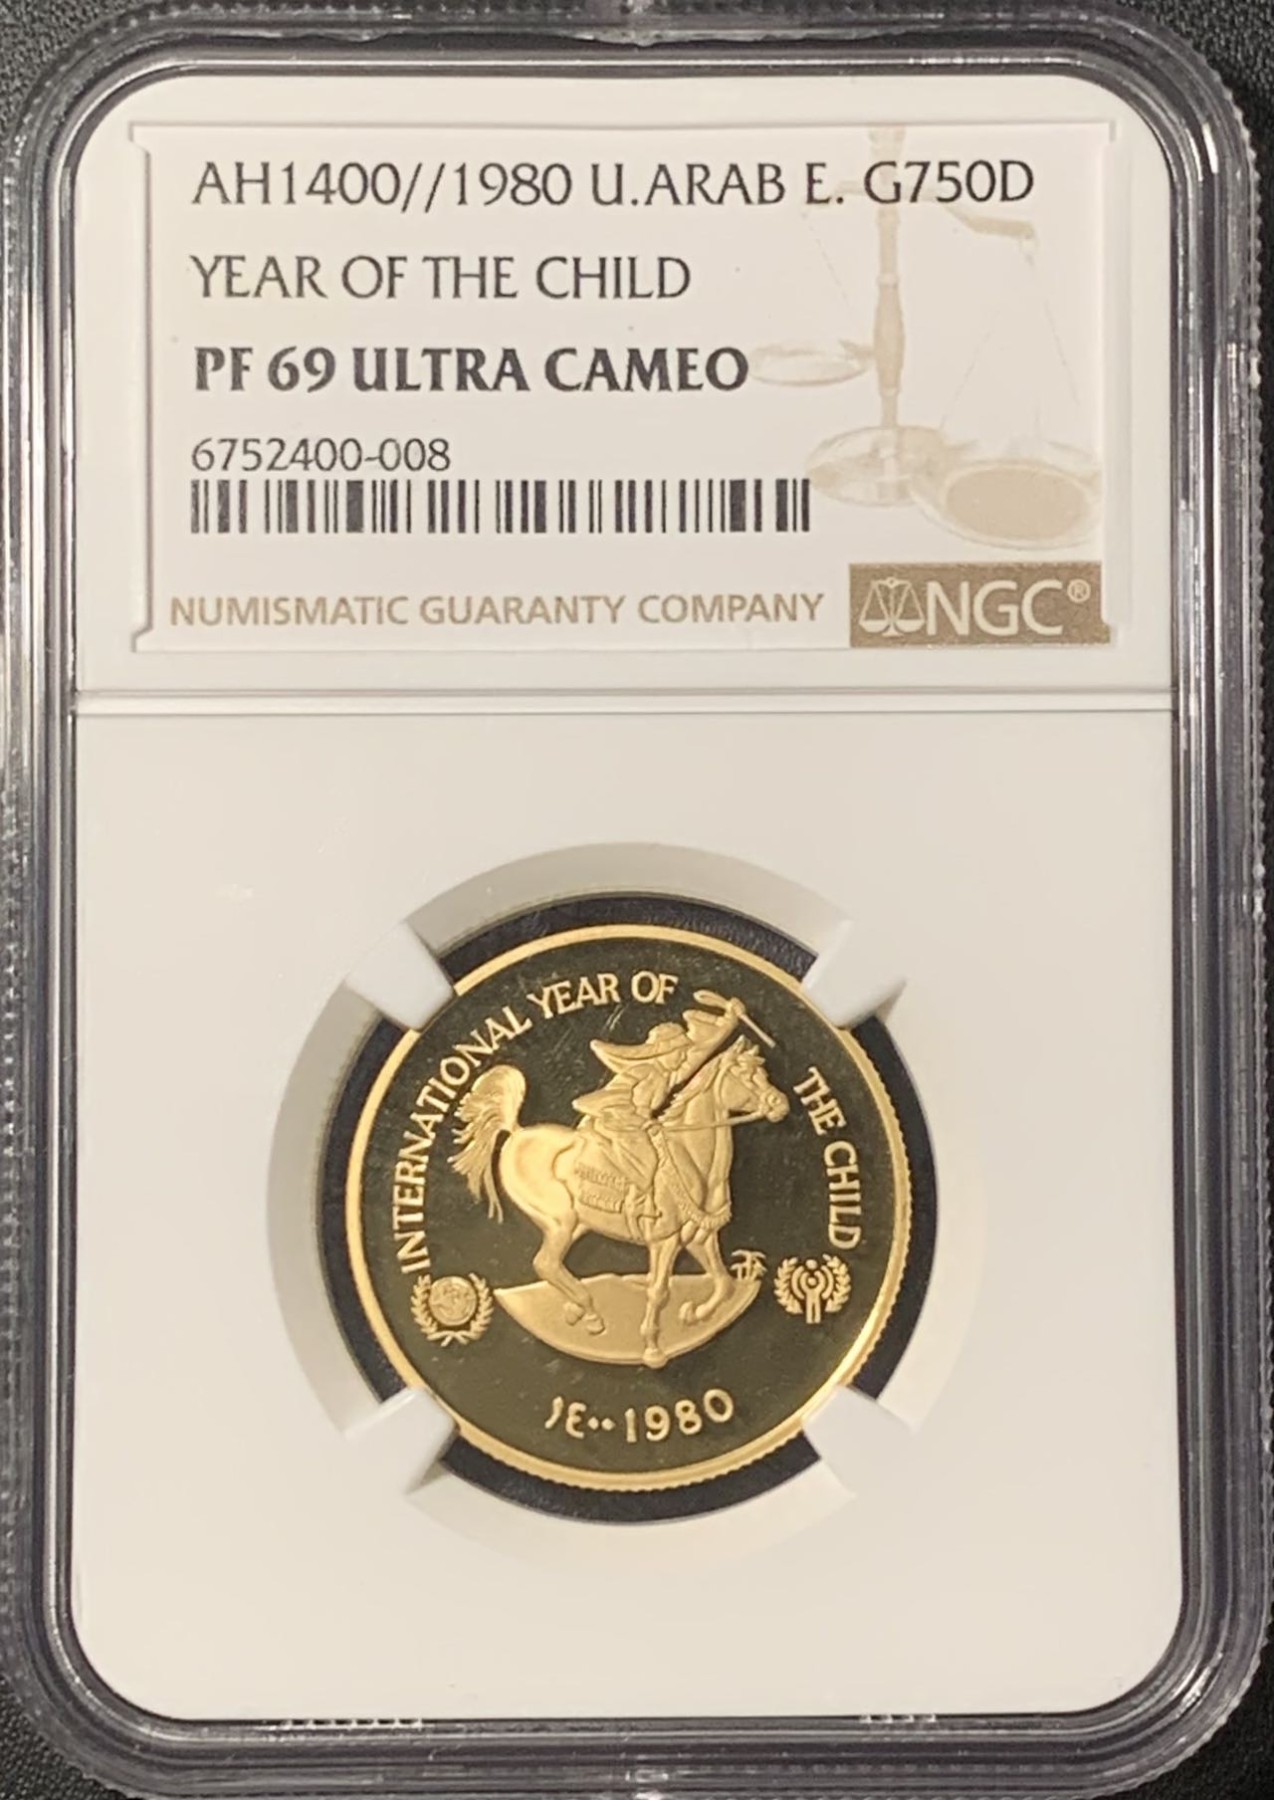 AH1400//1980 U.ARAB E. G750D
YEAR OF THE CHILD
PF 69 ULTRA CAMEO
6752400-008
NUMISMATIC GUARANTY COMPANY NGC®
INTERNATIONAL YEAR OF THE CHILD
١٤٠٠ 1980